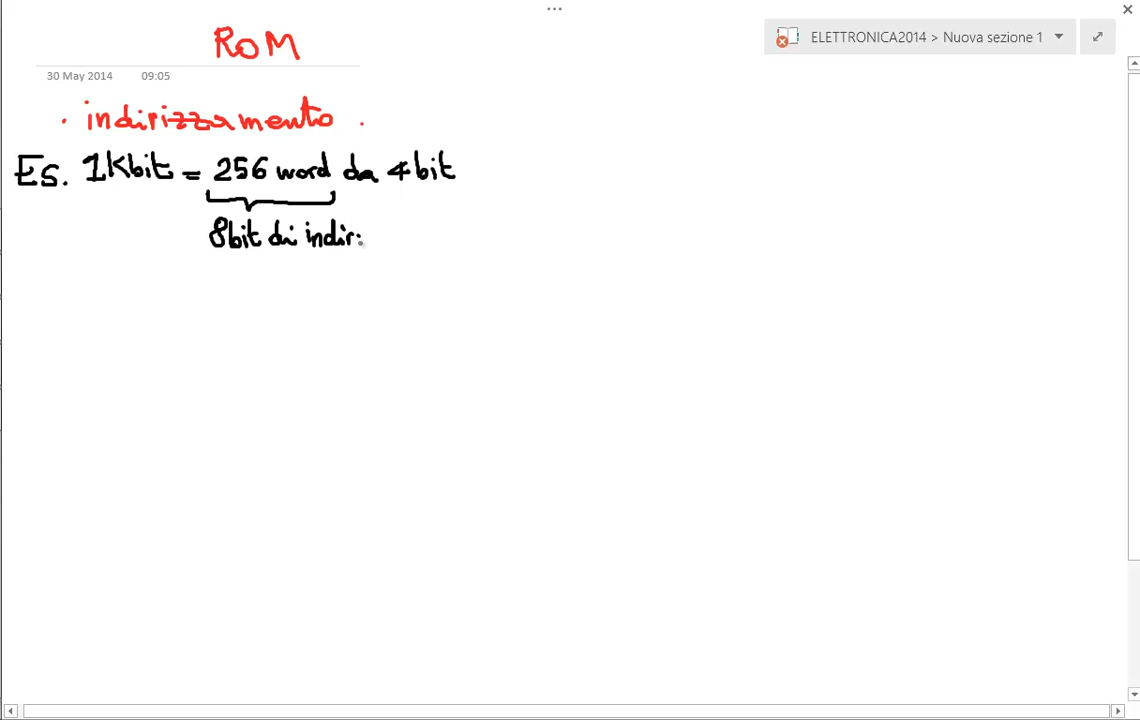 ELETTRONICA2014 > Nuova sezione 1
ROM
30 May 2014 09:05
. indirizzamento .
Es. 1Kbit = 256 word da 4bit
8bit di indir.